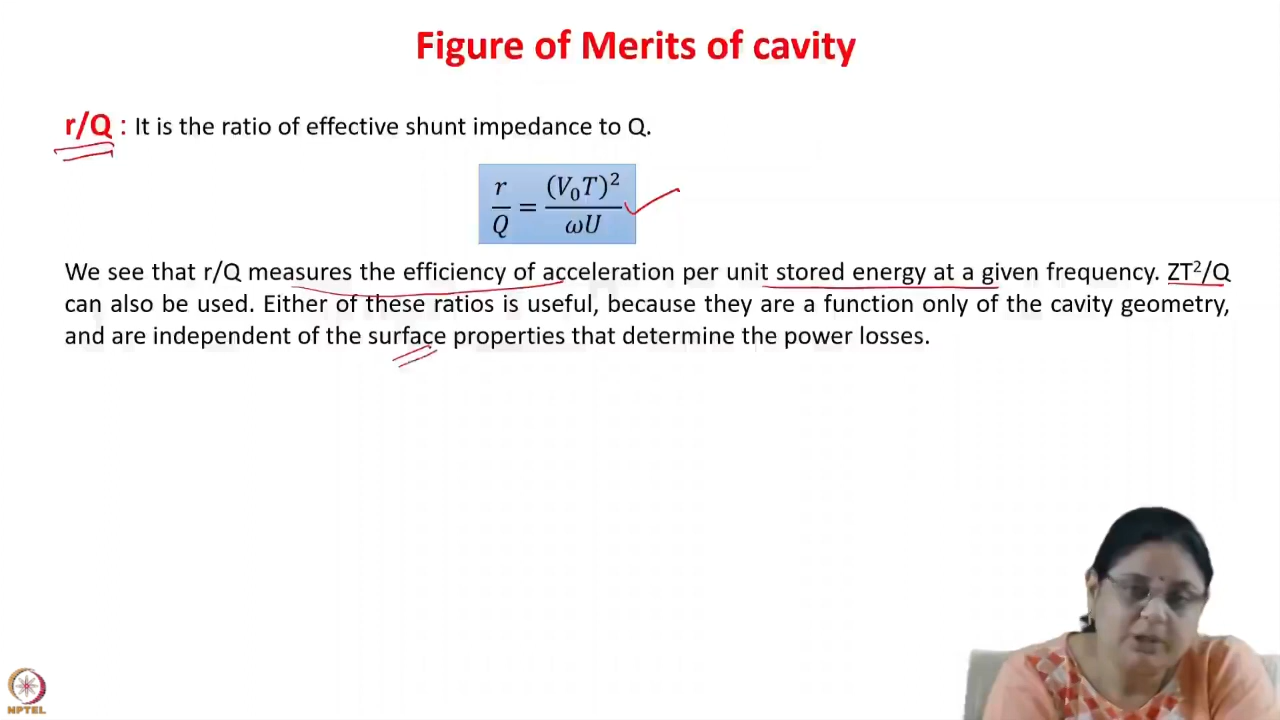 Figure of Merits of cavity
r/Q : It is the ratio of effective shunt impedance to Q.
r/Q = (V₀T)²/ωU
We see that r/Q measures the efficiency of acceleration per unit stored energy at a given frequency. ZT²/Q
can also be used. Either of these ratios is useful, because they are a function only of the cavity geometry,
and are independent of the surface properties that determine the power losses.
NPTEL